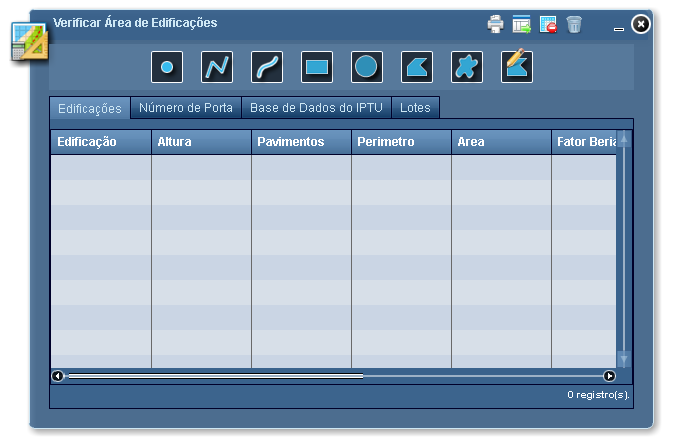 Verificar Área de Edificações
Edificações Número de Porta Base de Dados do IPTU Lotes
Edificação Altura Pavimentos Perimetro Area Fator Beria
0 registro(s).